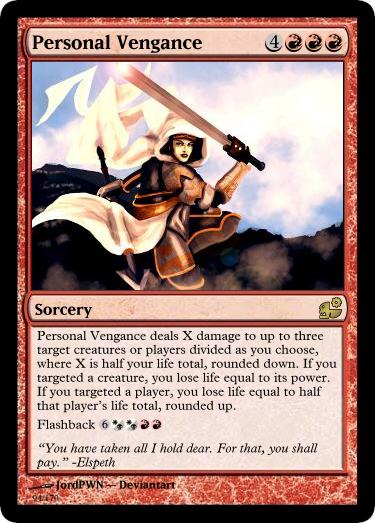 Personal Vengance 4
Sorcery
Personal Vengance deals X damage to up to three
target creatures or players divided as you choose,
where X is half your life total, rounded down. If you
targeted a creature, you lose life equal to its power.
If you targeted a player, you lose life equal to half
that player's life total, rounded up.
Flashback 6
“You have taken all I hold dear. For that, you shall
pay.” -Elspeth
JordPWN — Deviantart